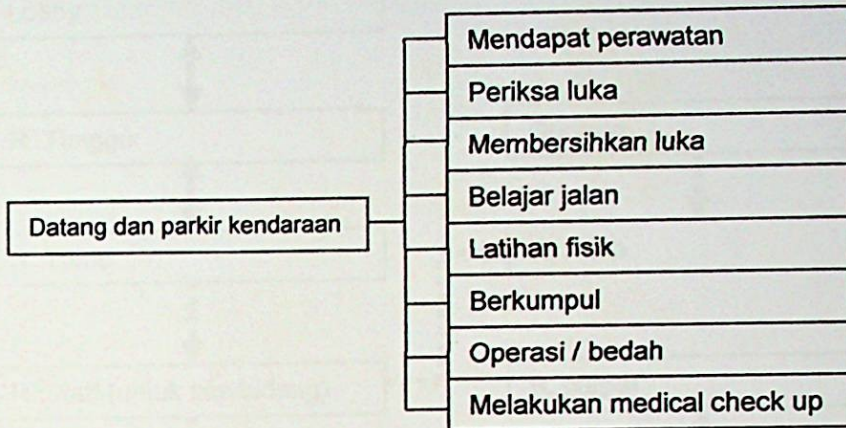 Datang dan parkir kendaraan
Mendapat perawatan
Periksa luka
Membersihkan luka
Belajar jalan
Latihan fisik
Berkumpul
Operasi / bedah
Melakukan medical check up